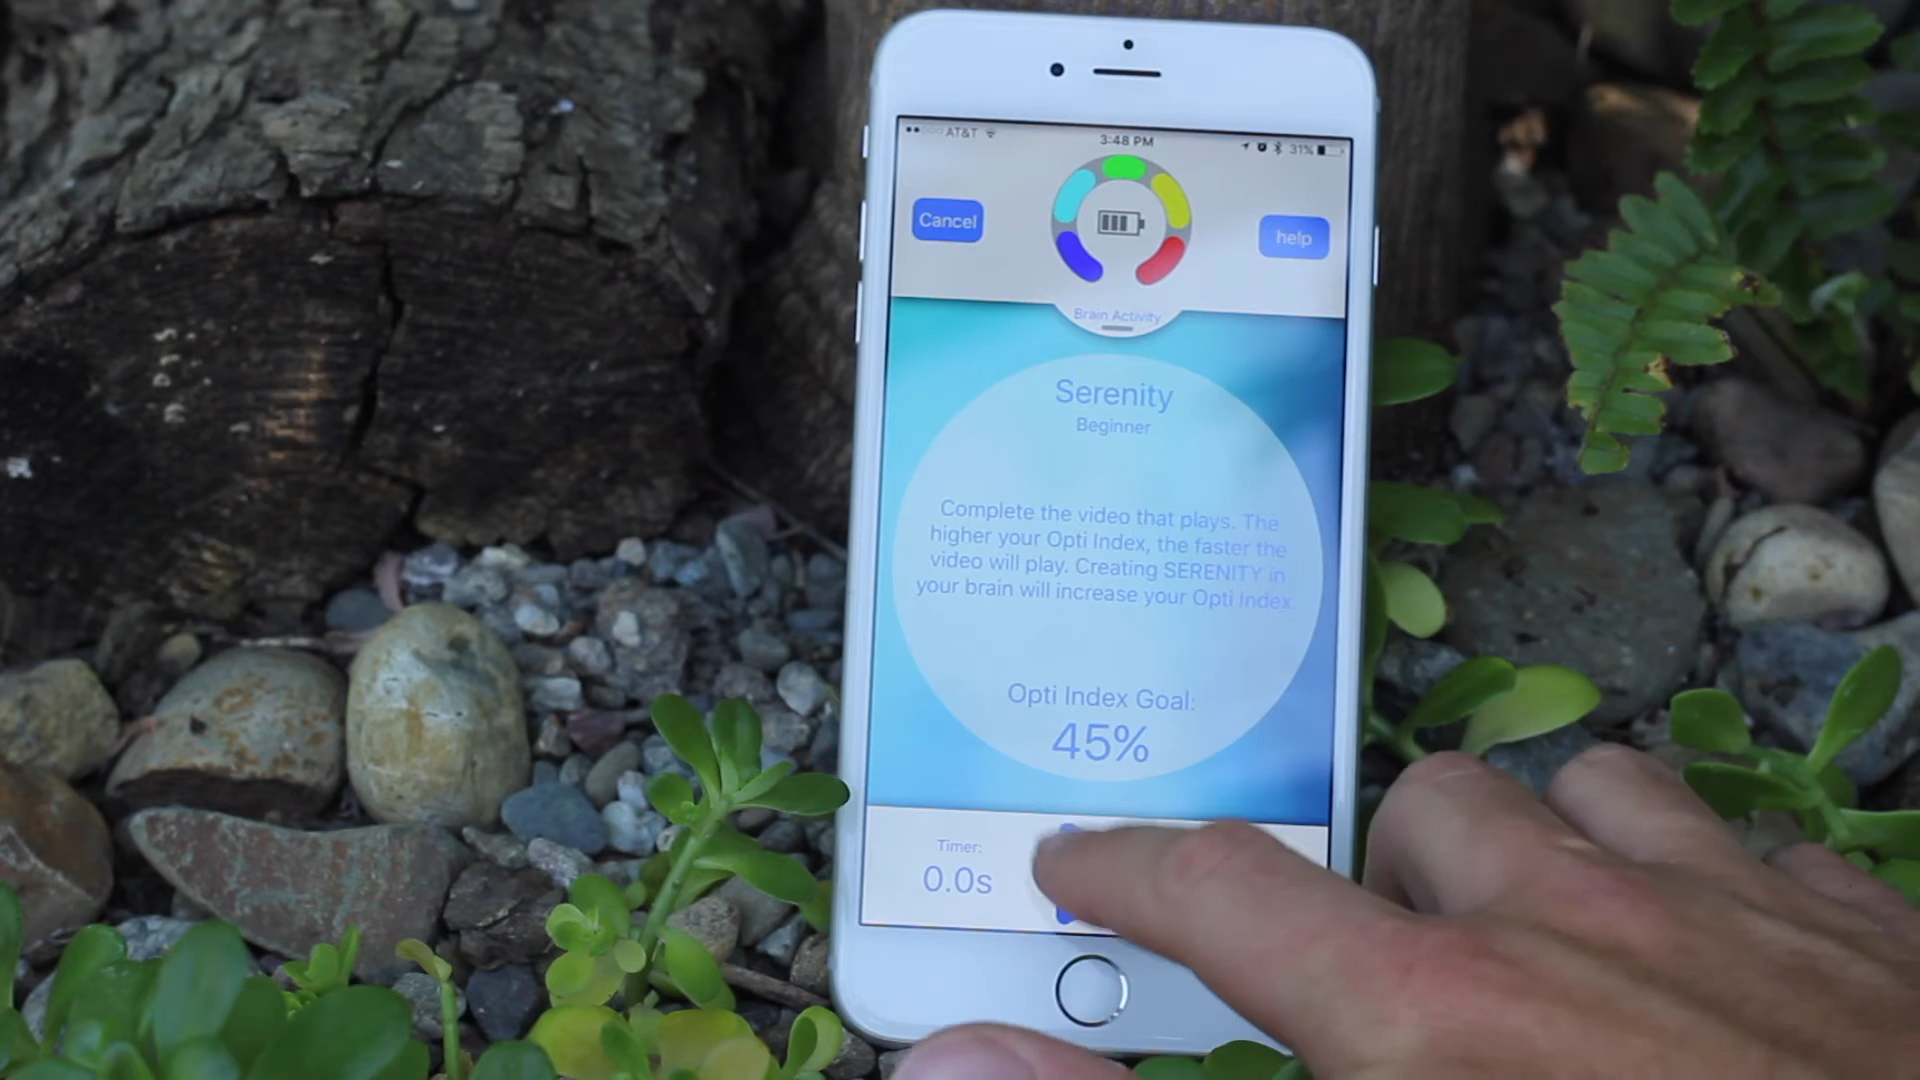 AT&T
3:48 PM
31%
Cancel
help
Brain Activity
Serenity
Beginner
Complete the video that plays. The
higher your Opti Index, the faster the
video will play. Creating SERENITY in
your brain will increase your Opti Index.
Opti Index Goal:
45%
Timer:
0.0s